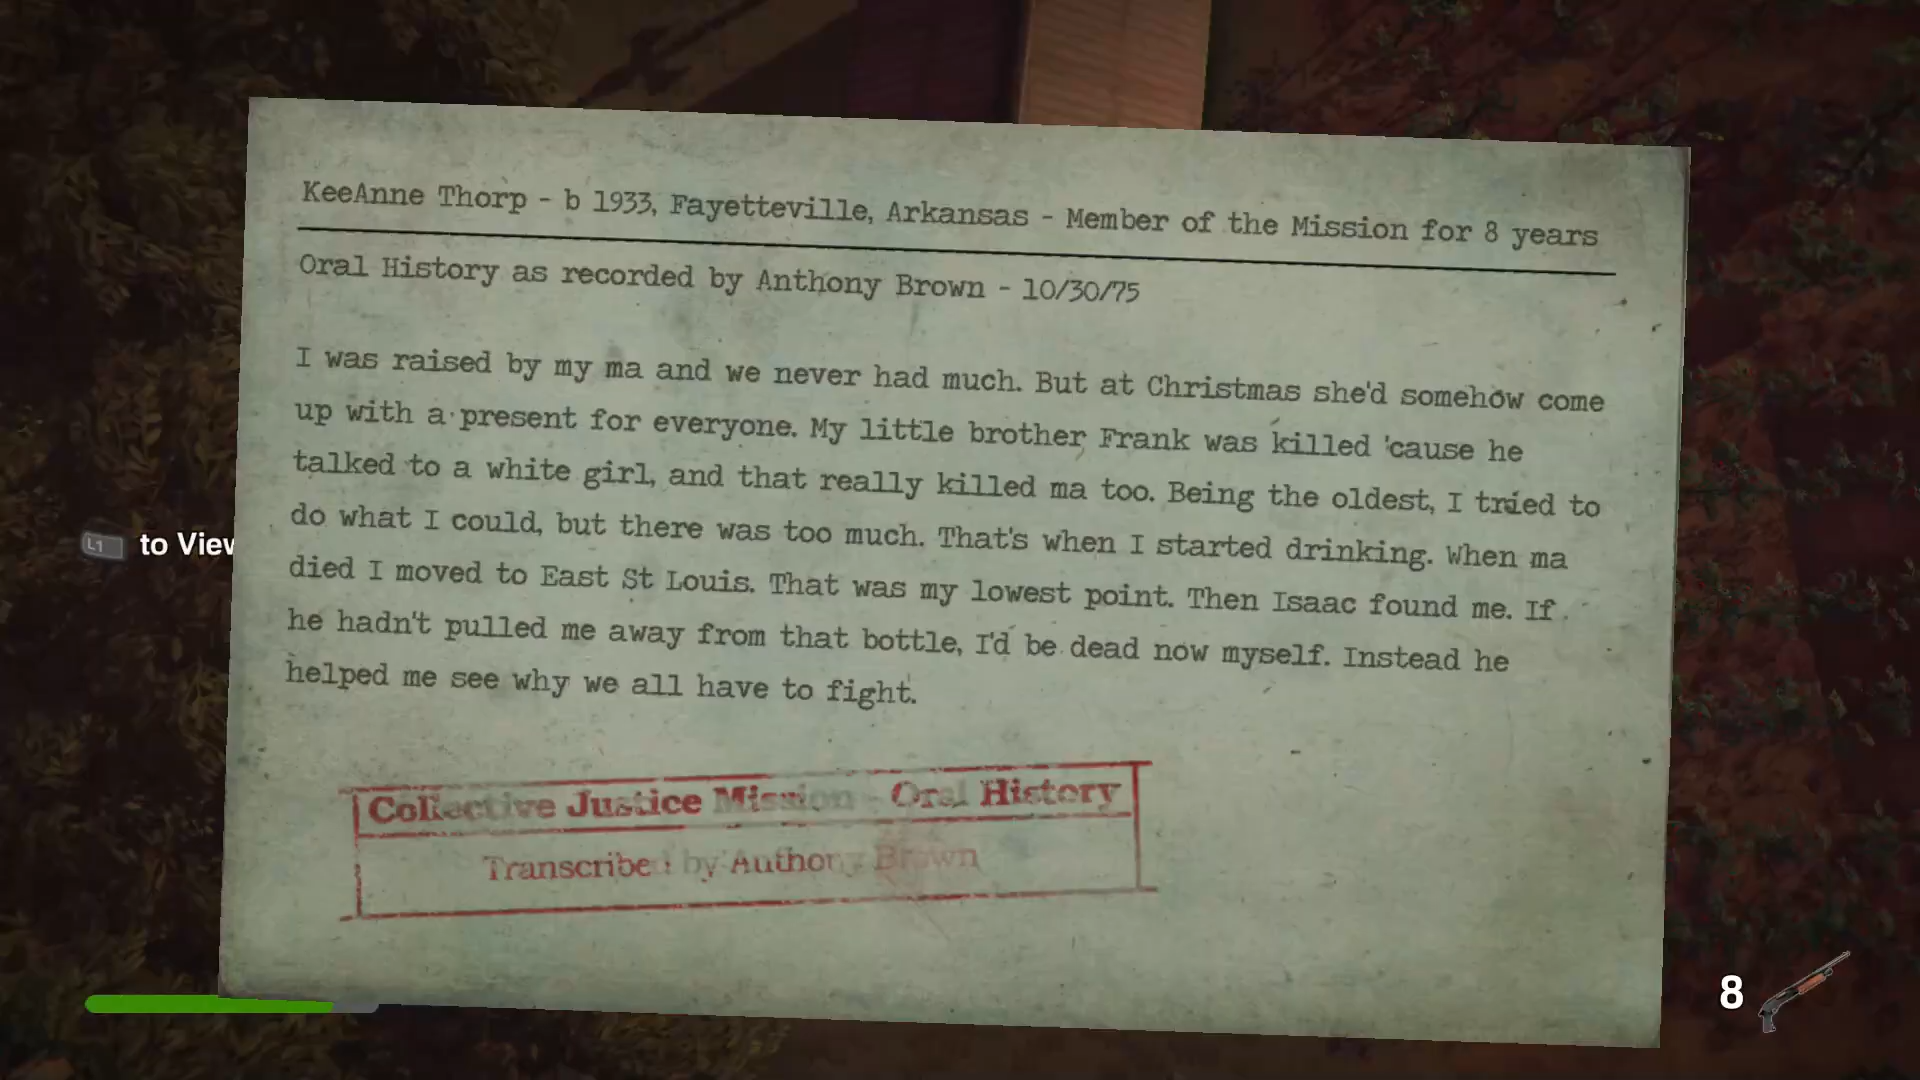 KeeAnne Thorp - b 1933, Fayetteville, Arkansas - Member of the Mission for 8 years
Oral History as recorded by Anthony Brown - 10/30/75
I was raised by my ma and we never had much. But at Christmas she'd somehow come
up with a present for everyone. My little brother Frank was killed 'cause he
talked to a white girl, and that really killed ma too. Being the oldest, I tried to
do what I could, but there was too much. That's when I started drinking. When ma
died I moved to East St Louis. That was my lowest point. Then Isaac found me. If
he hadn't pulled me away from that bottle, I'd be dead now myself. Instead he
helped me see why we all have to fight.
L1 to View
Collective Justice Mission - Oral History
Transcribed by Anthony Brown
8